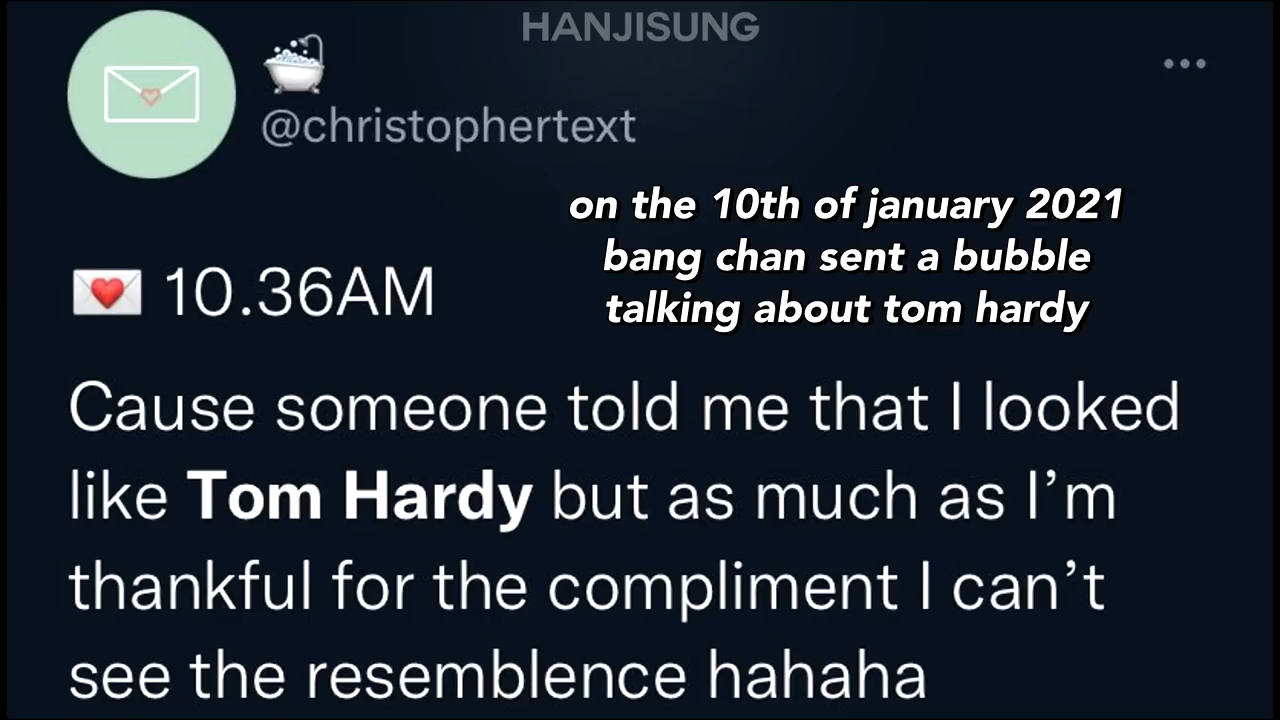 HANJISUNG
@christophertext
on the 10th of january 2021
bang chan sent a bubble
talking about tom hardy
10.36AM
Cause someone told me that I looked
like Tom Hardy but as much as I’m
thankful for the compliment I can’t
see the resemblence hahaha